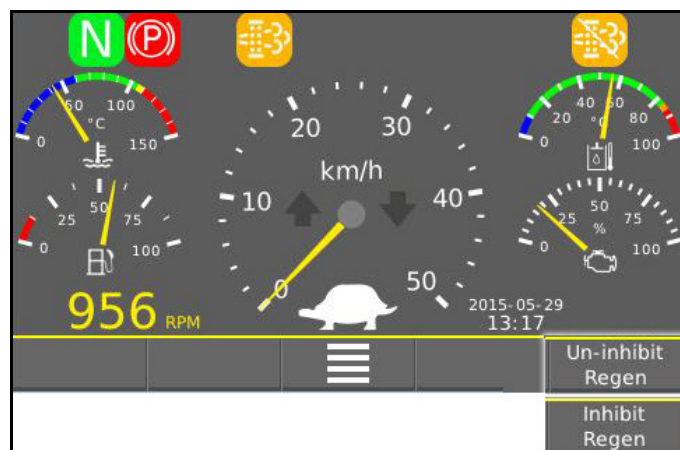 N (P)
50 100
°C
0 150
40 60
20 80
°C
0 100
20 30
km/h
10 40
0 50
50
25 75
0 100
50
25 75
%
0 100
956 RPM
2015-05-29
13:17
Un-inhibit
Regen
Inhibit
Regen